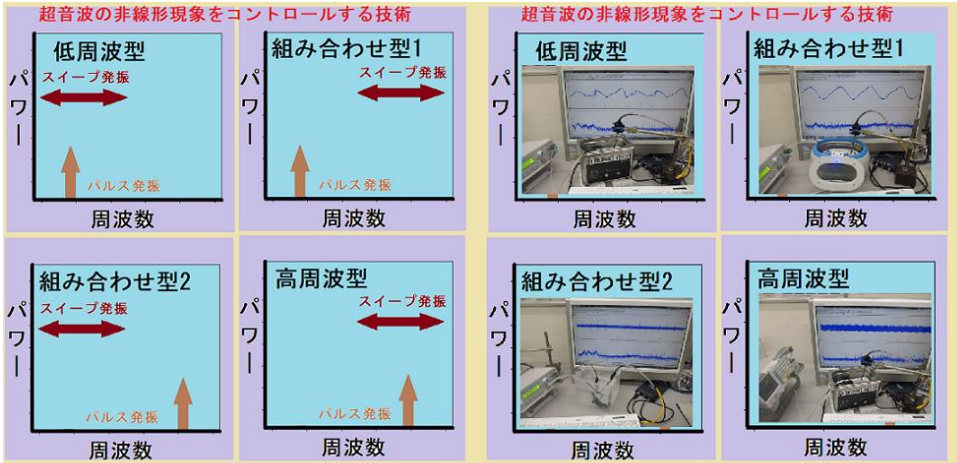 超音波の非線形現象をコントロールする技術
低周波型
スイープ発振
パルス発振
パワー
周波数
組み合わせ型1
スイープ発振
パルス発振
周波数
組み合わせ型2
スイープ発振
パルス発振
パワー
周波数
高周波型
スイープ発振
パルス発振
パワー
周波数
超音波の非線形現象をコントロールする技術
低周波型
パワー
周波数
組み合わせ型1
パワー
周波数
組み合わせ型2
パワー
周波数
高周波型
パワー
周波数